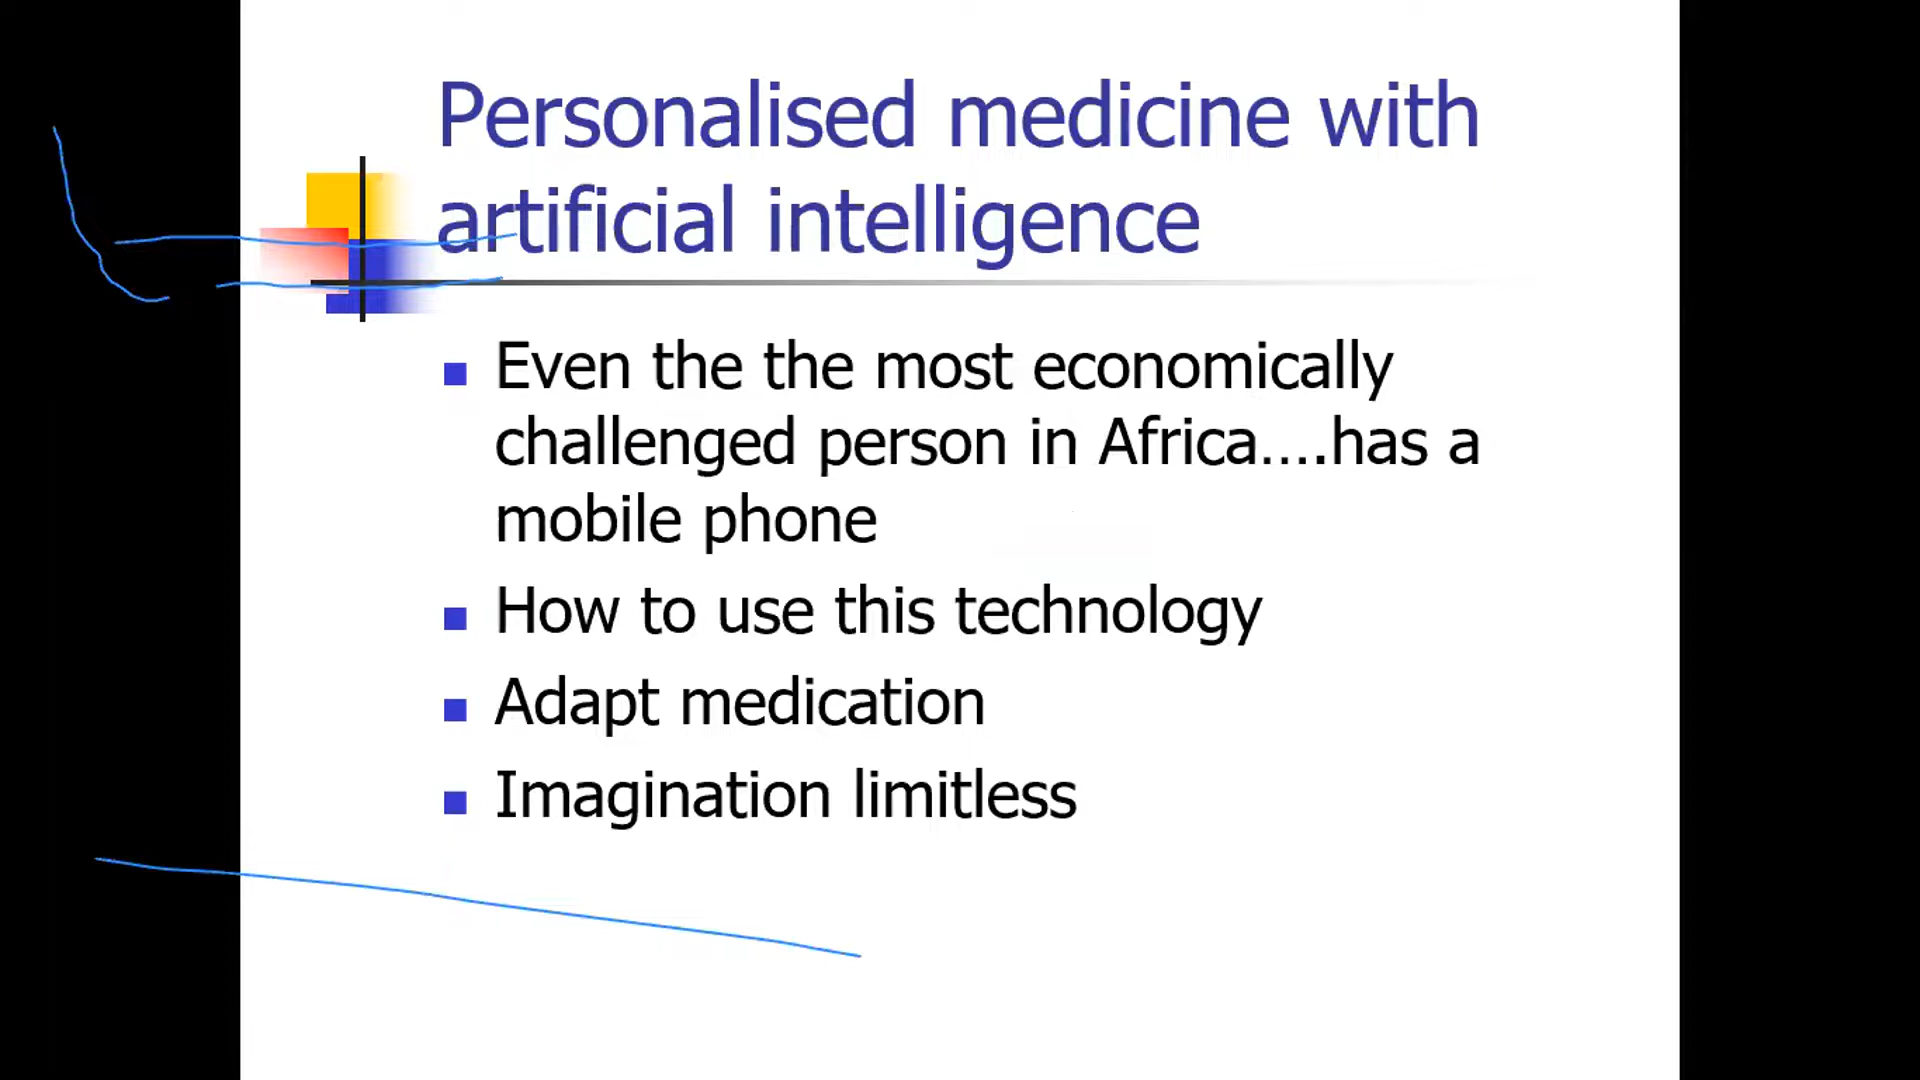 Personalised medicine with
artificial intelligence
Even the the most economically
challenged person in Africa....has a
mobile phone
How to use this technology
Adapt medication
Imagination limitless